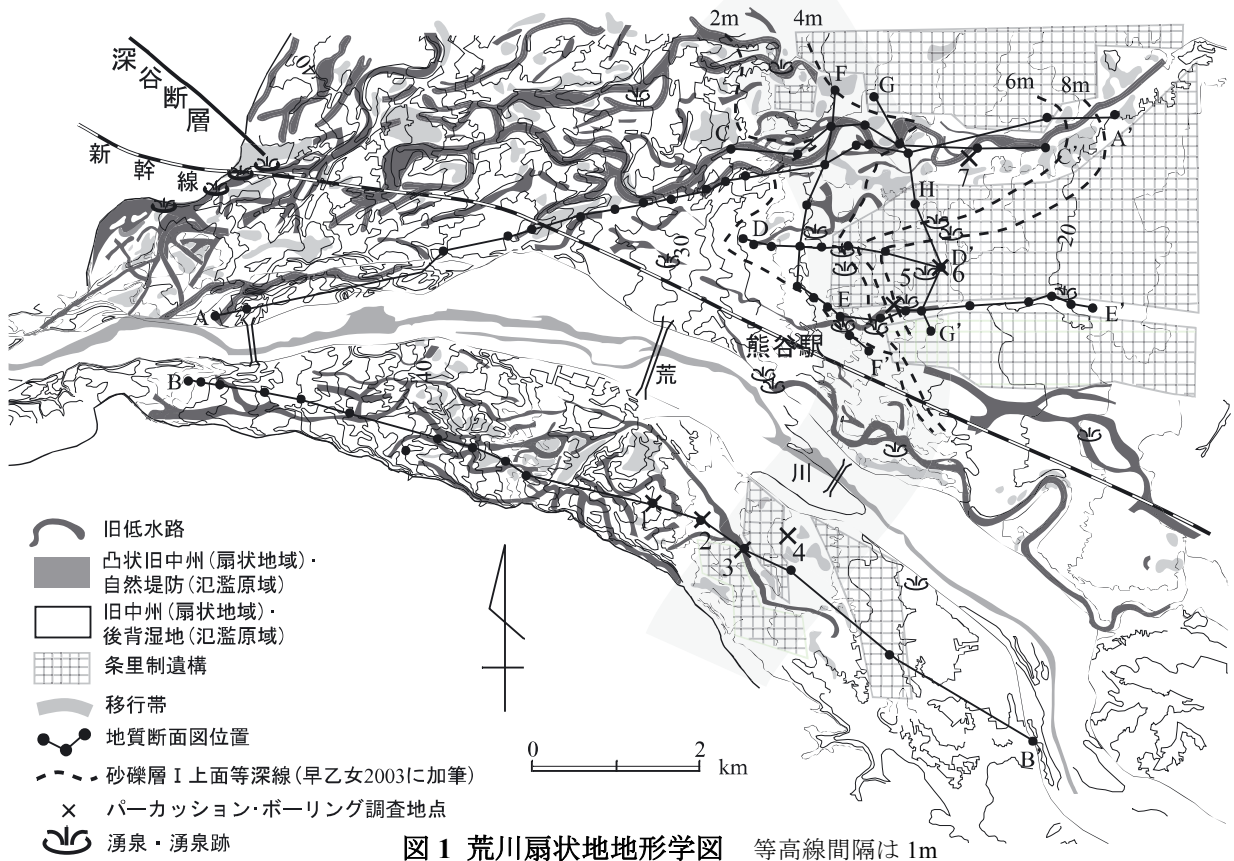 2m 4m
深谷断層
新幹線
40
F
G
6m 8m
C
A'
C'
7
H
D
30
D'
20
5 6
A
E
E'
G'
熊谷駅
F'
B
40
荒
川
2
3
4
B'
旧低水路
凸状旧中州(扇状地域)・
自然堤防(氾濫原域)
旧中州(扇状地域)・
後背湿地(氾濫原域)
条里制遺構
移行帯
地質断面図位置
砂礫層Ⅰ上面等深線(早乙女2003に加筆)
パーカッション・ボーリング調査地点
湧泉・湧泉跡
0 2
km
図1 荒川扇状地地形学図 等高線間隔は1m